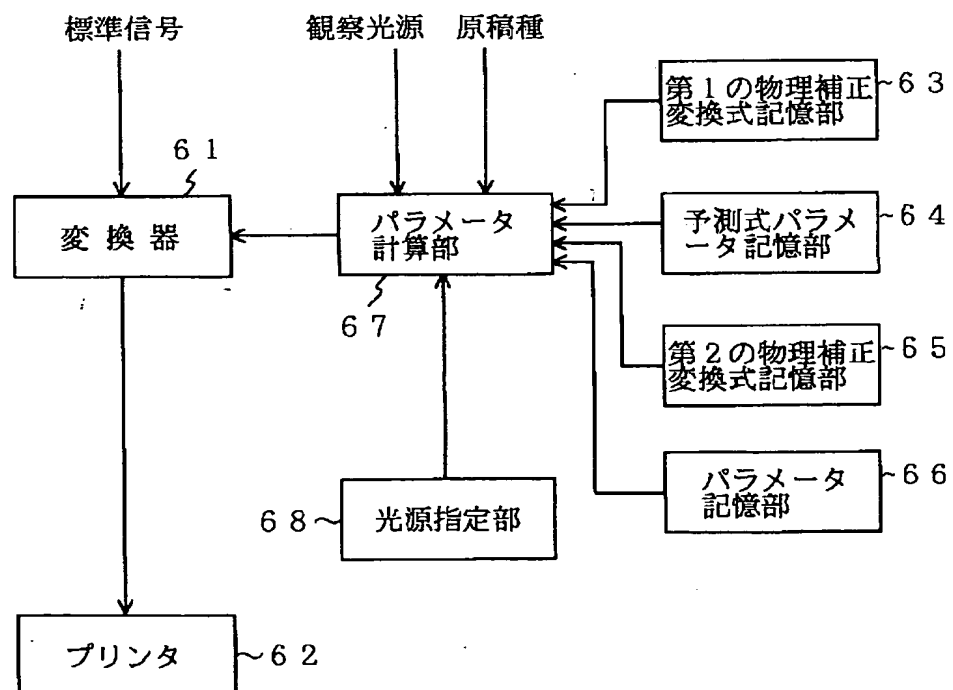 標準信号
観察光源
原稿種
第１の物理補正
変換式記憶部
６３
６１
変換器
パラメータ
計算部
予測式パラメ
ータ記憶部
６４
６７
第２の物理補正
変換式記憶部
６５
６８
光源指定部
パラメータ
記憶部
６６
プリンタ
６２